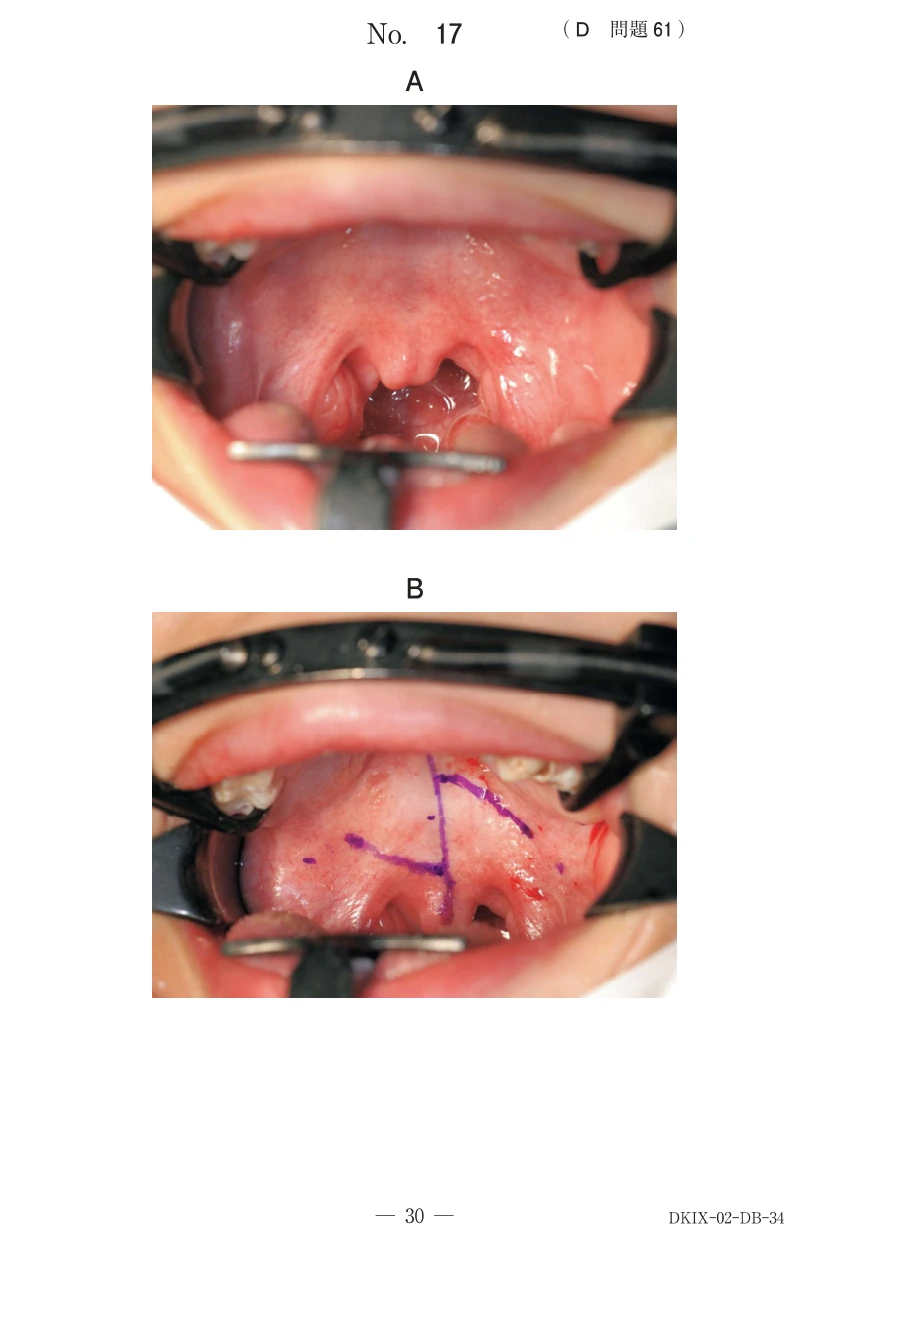 No. 17 (D 問題 61)
A
B
— 30 —
DKIX-02-DB-34